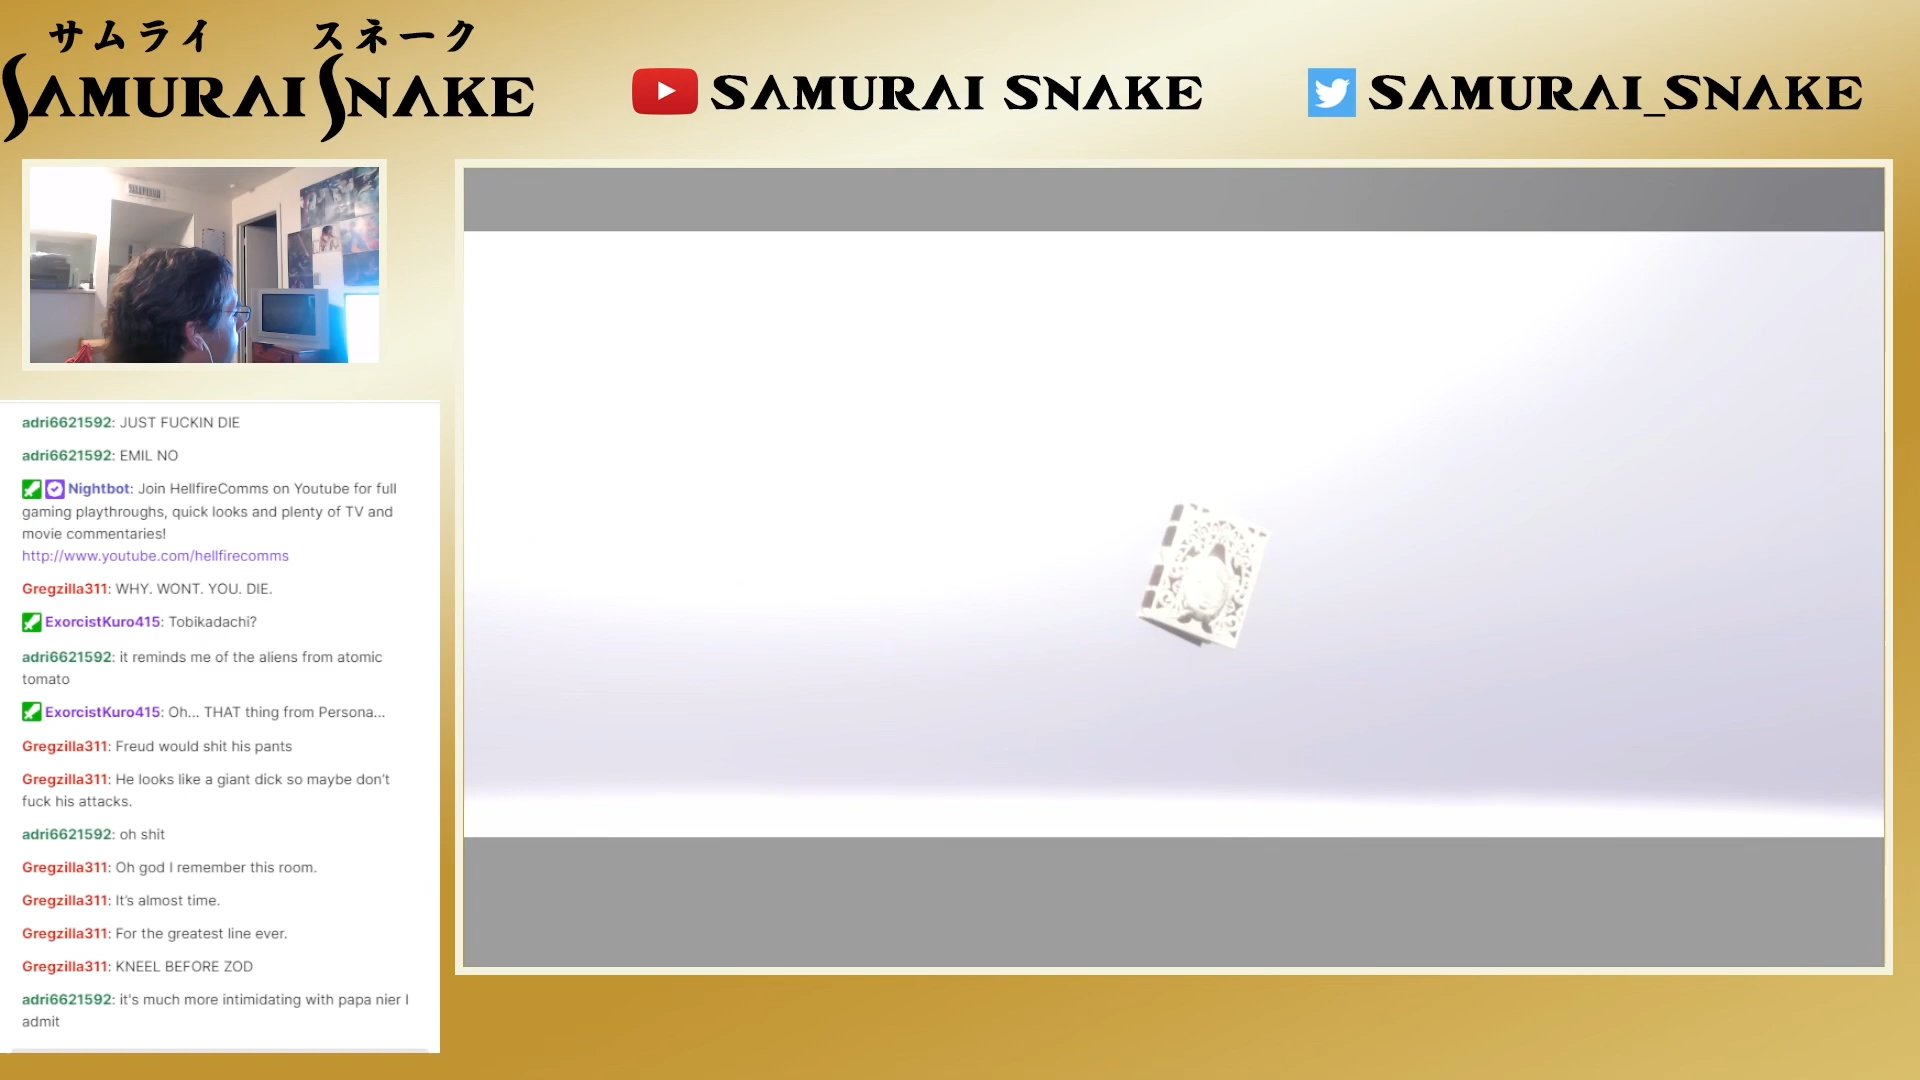 サムライ スネーク
SAMURAI SNAKE
SAMURAI SNAKE
SAMURAI_SNAKE
adri6621592: JUST FUCKIN DIE
adri6621592: EMIL NO
Nightbot: Join HellfireComms on Youtube for full
gaming playthroughs, quick looks and plenty of TV and
movie commentaries!
http://www.youtube.com/hellfirecomms
Gregzilla311: WHY. WONT. YOU. DIE.
ExorcistKuro415: Tobikadachi?
adri6621592: it reminds me of the aliens from atomic
tomato
ExorcistKuro415: Oh... THAT thing from Persona...
Gregzilla311: Freud would shit his pants
Gregzilla311: He looks like a giant dick so maybe don't
fuck his attacks.
adri6621592: oh shit
Gregzilla311: Oh god I remember this room.
Gregzilla311: It's almost time.
Gregzilla311: For the greatest line ever.
Gregzilla311: KNEEL BEFORE ZOD
adri6621592: it's much more intimidating with papa nier I
admit